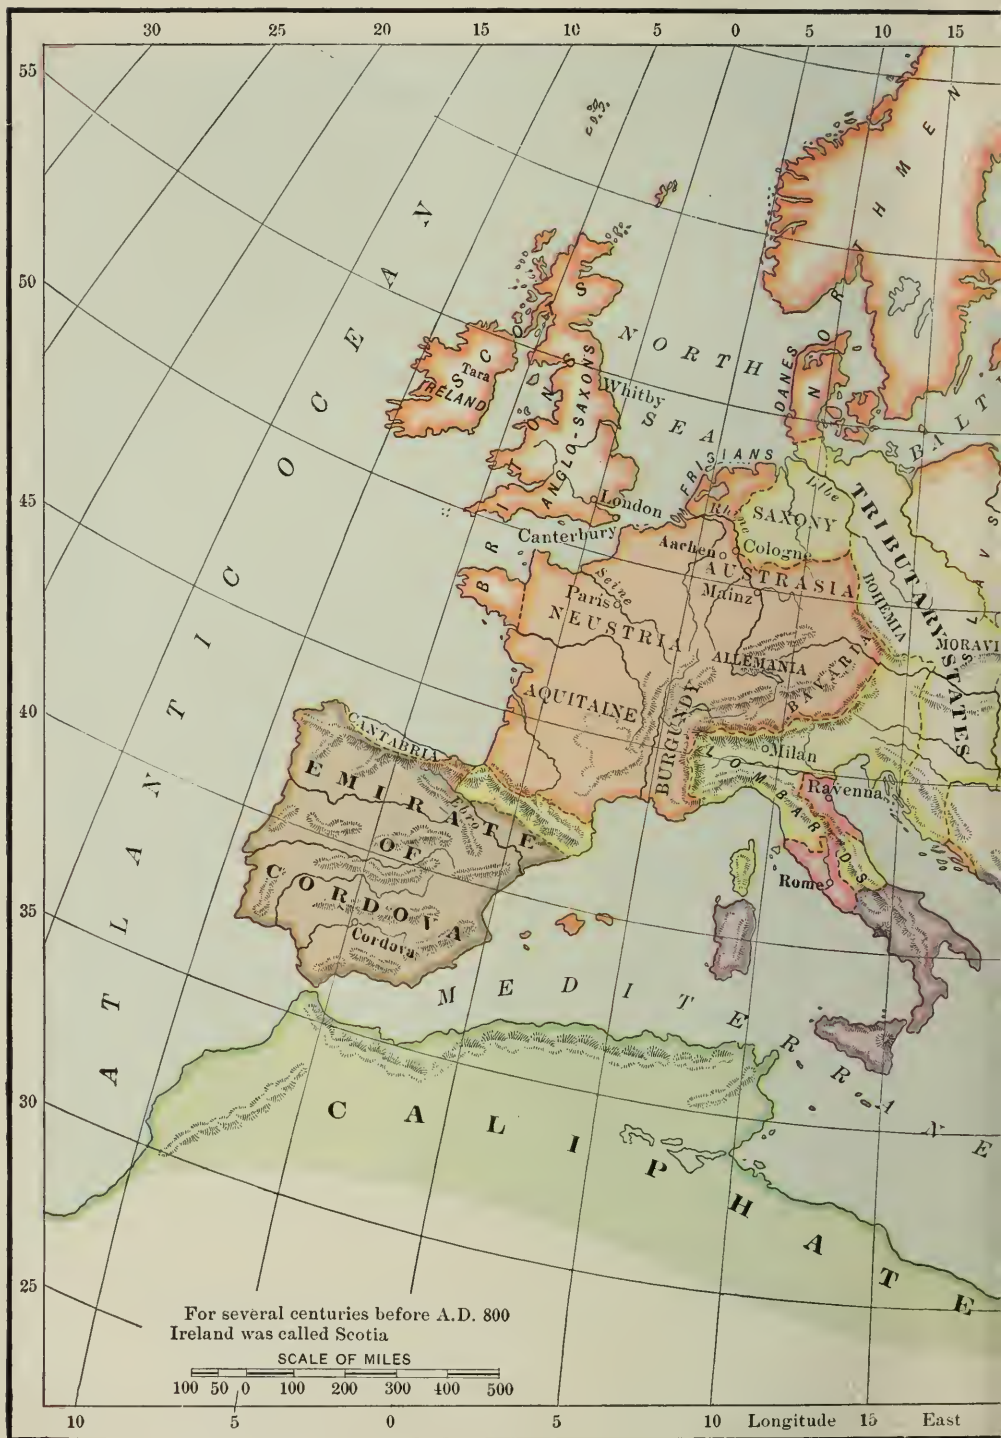 30 25 20 15 10 5 0 5 10 15
55
50
45
40
35
30
25
ATLANTIC OCEAN
NORTHMEN
SCOTS
Tara
IRELAND
NORTH
SEA
Whitby
BRITONS
ANGLO-SAXONS
London
Canterbury
DANES
BALT
FRISIANS
Elbe
Rhine
SAXONY
Aachen
Cologne
AUSTRASIA
Seine
Paris
Mainz
NEUSTRIA
TRIBUTARY
STATES
BOHEMIA
MORAVI
SLAVS
ALLEMANIA
BAVARIA
AQUITAINE
BURGUNDY
Milan
LOMBARDS
Ravenna
Rome
CANTABRIA
Ebro
EMIRATE
OF
CORDOVA
Cordova
MEDITERRANE
CALIPHATE
For several centuries before A.D. 800
Ireland was called Scotia
SCALE OF MILES
100 50 0 100 200 300 400 500
10 5 0 5 10 Longitude 15 East